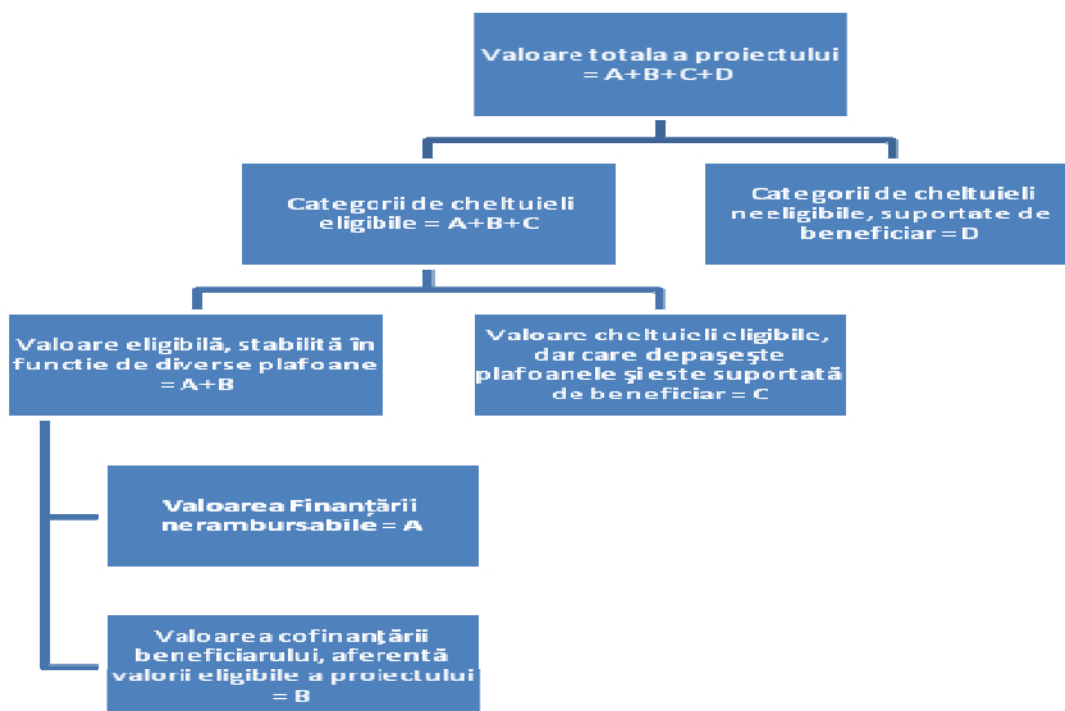 Valoare totala a proiectului
= A+B+C+D
Categorii de cheltuieli
eligibile = A+B+C
Categorii de cheltuieli
neeligibile, suportate de
beneficiar = D
Valoare eligibilă, stabilită în
functie de diverse plafoane
= A+B
Valoare cheltuieli eligibile,
dar care depaşeşte
plafoanele şi este suportată
de beneficiar = C
Valoarea Finanţării
nerambursabile = A
Valoarea cofinanţării
beneficiarului, aferentă
valorii eligibile a proiectului
= B